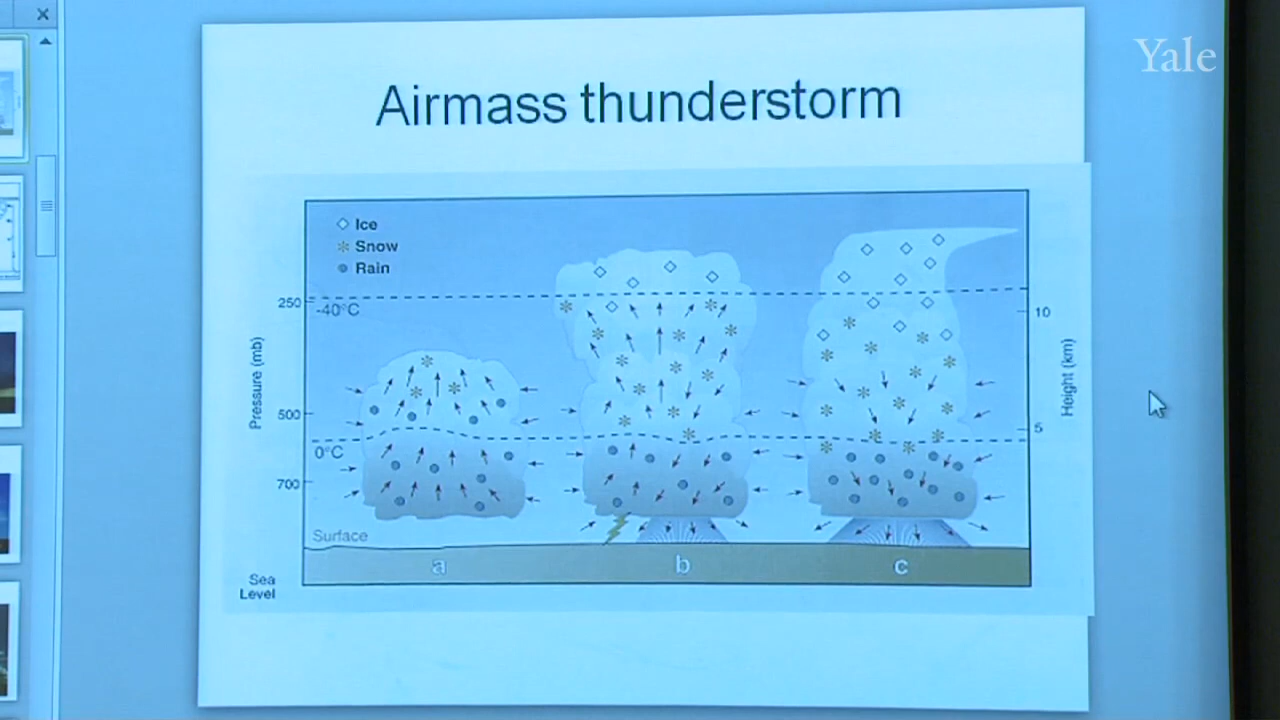 Yale
Airmass thunderstorm
Ice
Snow
Rain
250
-40°C
10
Pressure (mb)
Height (km)
500
5
0°C
700
Surface
a
b
c
Sea
Level